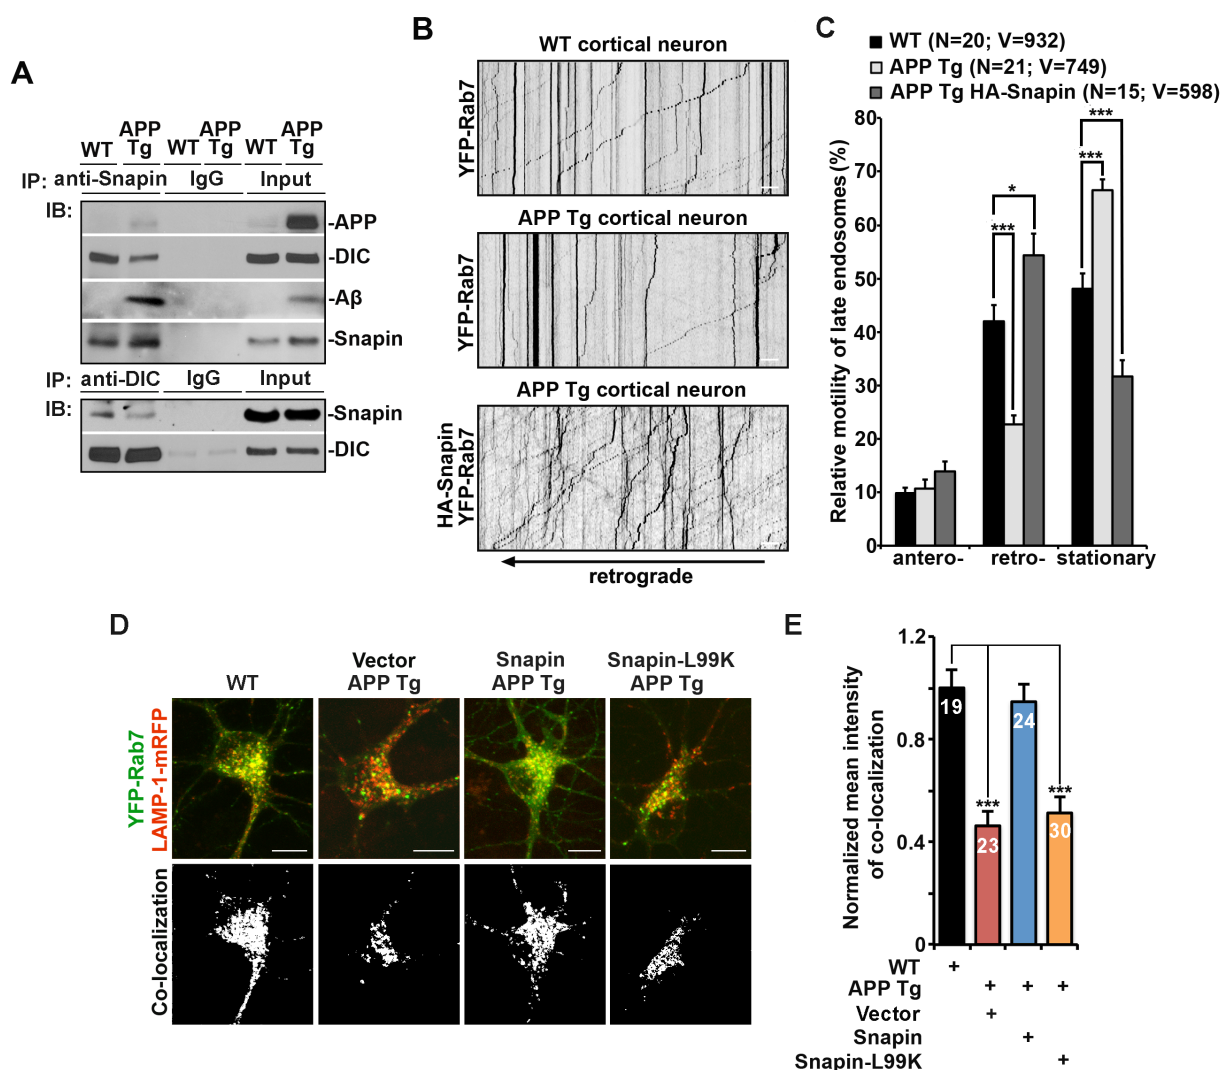 A
APP
APP
APP
WT Tg WT Tg WT Tg
IP: anti-Snapin IgG Input
IB:
-APP
-DIC
-Aβ
-Snapin
IP: anti-DIC IgG Input
IB:
-Snapin
-DIC
B
WT cortical neuron
YFP-Rab7
APP Tg cortical neuron
YFP-Rab7
APP Tg cortical neuron
HA-Snapin
YFP-Rab7
retrograde
C
WT (N=20; V=932)
APP Tg (N=21; V=749)
APP Tg HA-Snapin (N=15; V=598)
Relative motility of late endosomes (%)
80
70
60
50
40
30
20
10
0
***
***
*
***
antero- retro- stationary
D
WT
Vector
APP Tg
Snapin
APP Tg
Snapin-L99K
APP Tg
YFP-Rab7
LAMP-1-mRFP
Co-localization
E
Normalized mean intensity
of co-localization
1.2
0.8
0.4
0
19
***
23
24
***
30
WT +
APP Tg + + +
Vector +
Snapin +
Snapin-L99K +